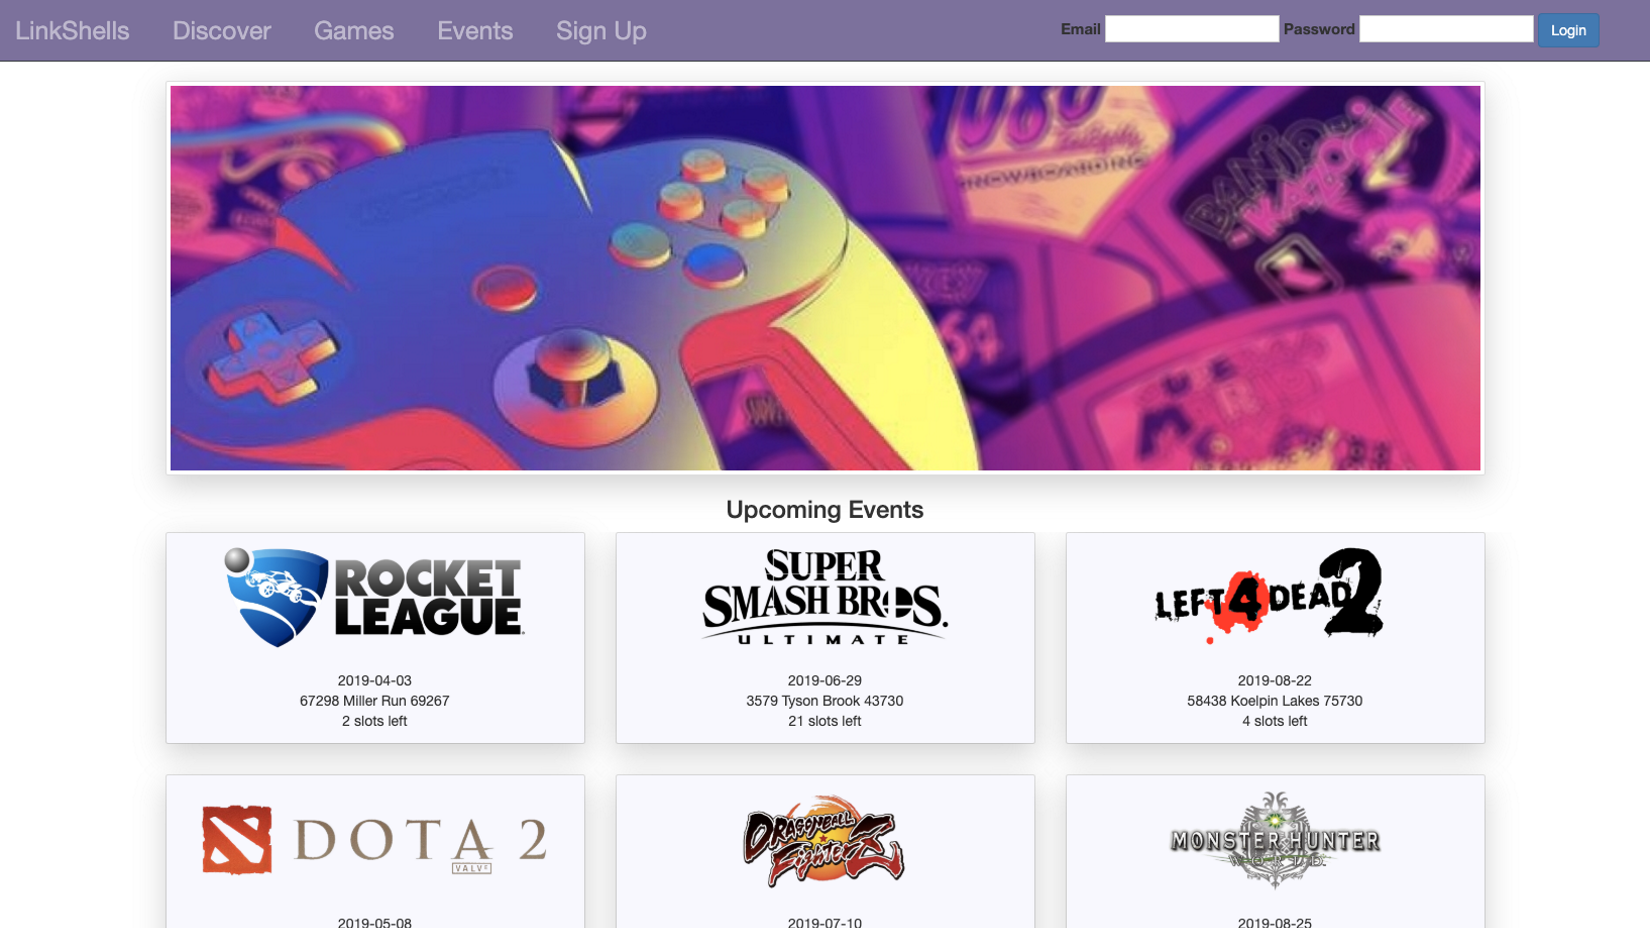 LinkShells Discover Games Events Sign Up Email Password Login
64
Upcoming Events
ROCKET
LEAGUE
2019-04-03
67298 Miller Run 69267
2 slots left
SUPER
SMASH BROS.
ULTIMATE
2019-06-29
3579 Tyson Brook 43730
21 slots left
LEFT 4 DEAD 2
2019-08-22
58438 Koelpin Lakes 75730
4 slots left
DOTA 2
VALVE
2019-05-08
DRAGONBALL
FighterZ
2019-07-10
MONSTER HUNTER
WORLD
2019-08-25